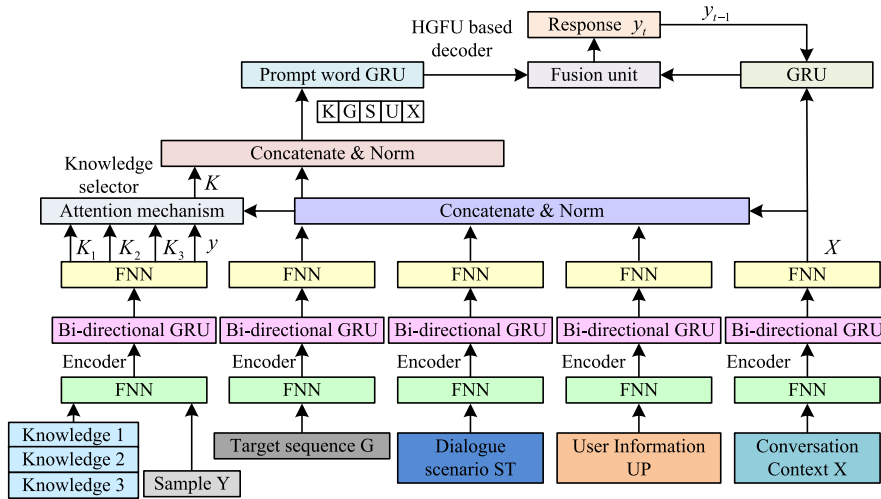 HGFU based
decoder
Response y_t
y_{t-1}
Prompt word GRU
Fusion unit
GRU
K G S U X
Concatenate & Norm
Knowledge
selector
K
Attention mechanism
Concatenate & Norm
K_1 K_2 K_3 y
X
FNN FNN FNN FNN FNN
Bi-directional GRU Bi-directional GRU Bi-directional GRU Bi-directional GRU Bi-directional GRU
Encoder Encoder Encoder Encoder Encoder
FNN FNN FNN FNN FNN
Knowledge 1
Knowledge 2
Knowledge 3
Sample Y
Target sequence G
Dialogue
scenario ST
User Information
UP
Conversation
Context X